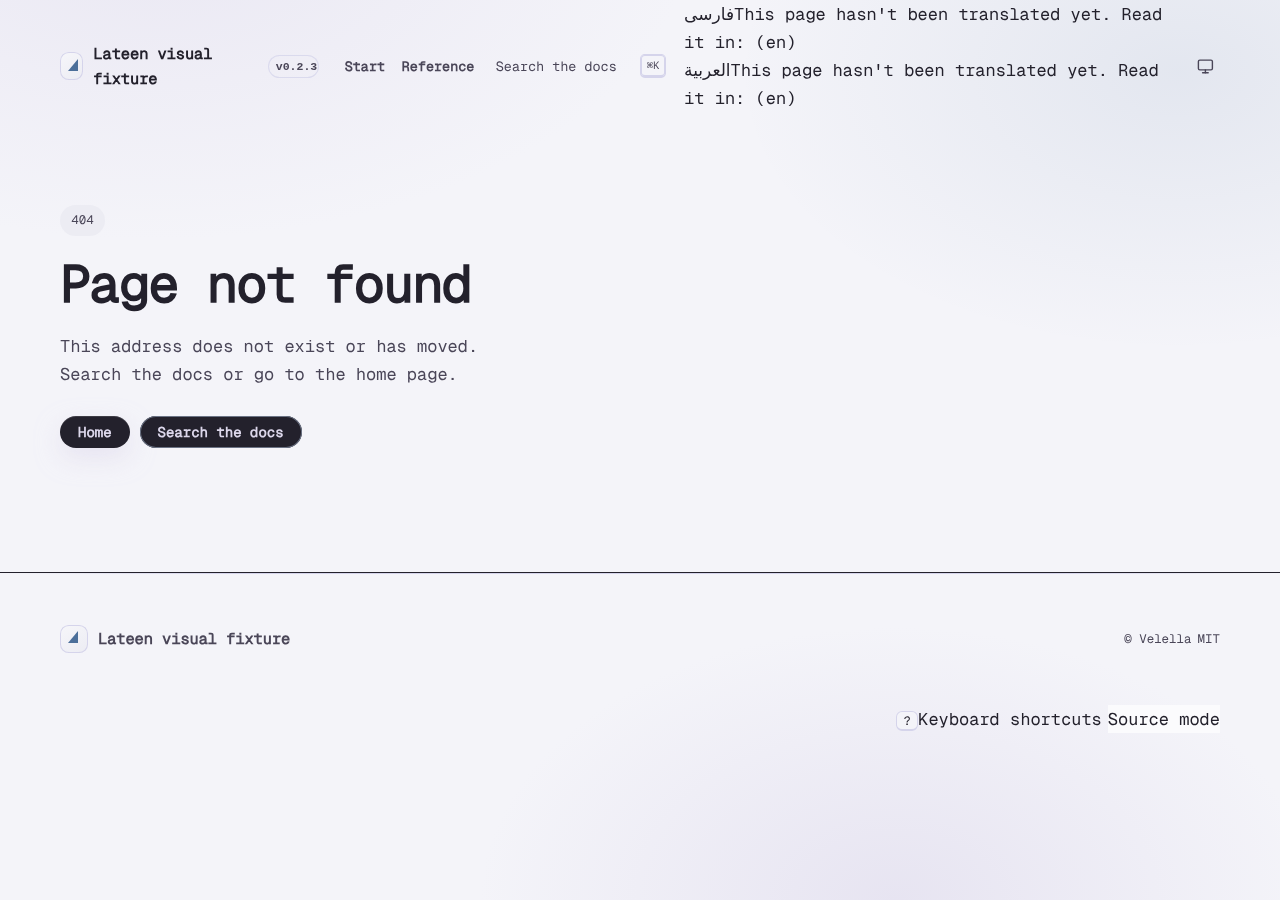 Lateen visual
fixture
v0.2.3
Start
Reference
Search the docs
⌘K
فارسیThis page hasn't been translated yet. Read
it in: (en)
العربيةThis page hasn't been translated yet. Read
it in: (en)
404
Page not found
This address does not exist or has moved.
Search the docs or go to the home page.
Home
Search the docs
Lateen visual fixture
© Velella MIT
? Keyboard shortcuts Source mode